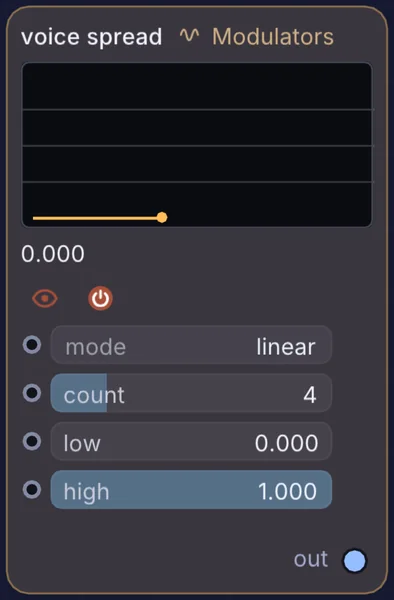 voice spread Modulators
0.000
mode linear
count 4
low 0.000
high 1.000
out